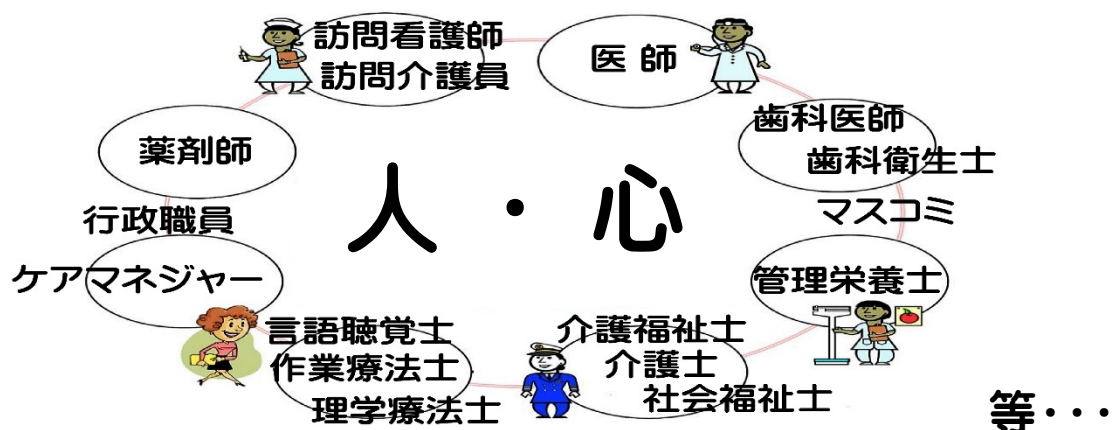 訪問看護師
訪問介護員
医 師
歯科医師
歯科衛生士
薬剤師
人・心
行政職員
マスコミ
ケアマネジャー
管理栄養士
言語聴覚士
作業療法士
理学療法士
介護福祉士
介護士
社会福祉士
等・・・